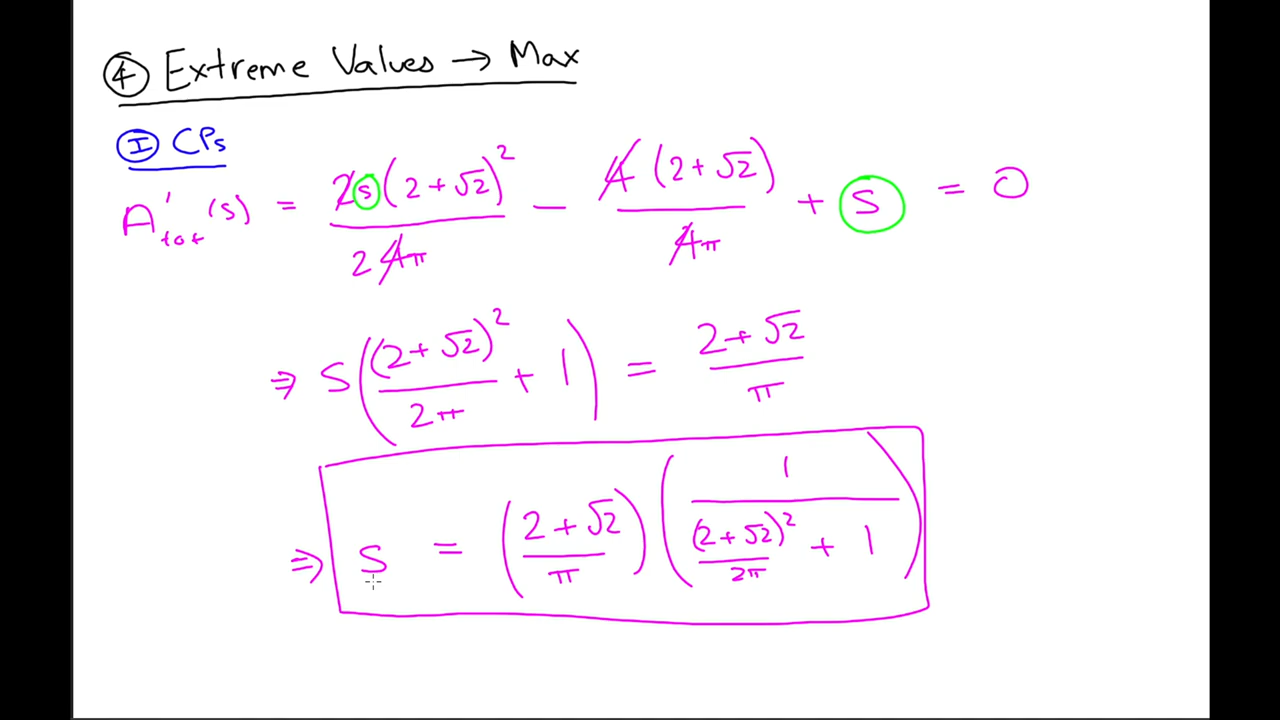 ④ Extreme Values → Max
Ⓘ CPs
A'ₜₒₜ(s) = 2s(2+√2)² / 24π − 4(2+√2) / 4π + s = 0
⇒ s((2+√2)² / 2π + 1) = (2+√2) / π
⇒ s = ((2+√2) / π)(1 / ((2+√2)² / 2π + 1))